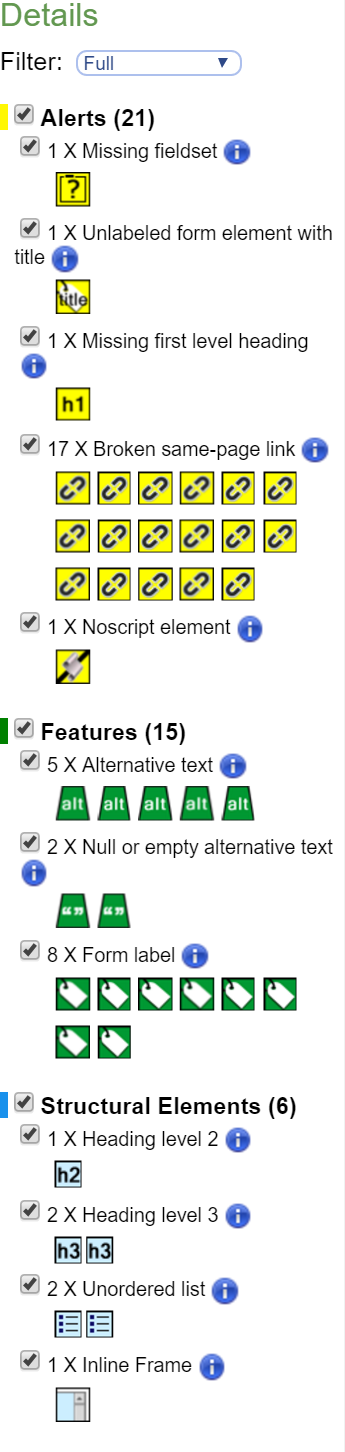 Details
Filter: Full
Alerts (21)
1 X Missing fieldset
?
1 X Unlabeled form element with
title
title
1 X Missing first level heading
h1
17 X Broken same-page link
1 X Noscript element
Features (15)
5 X Alternative text
alt alt alt alt alt
2 X Null or empty alternative text
“” “”
8 X Form label
Structural Elements (6)
1 X Heading level 2
h2
2 X Heading level 3
h3 h3
2 X Unordered list
1 X Inline Frame